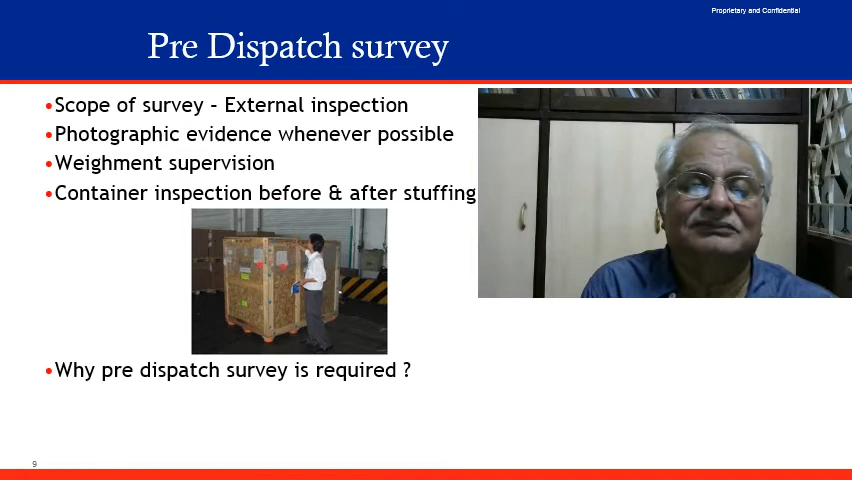 Proprietary and Confidential
Pre Dispatch survey
•Scope of survey – External inspection
•Photographic evidence whenever possible
•Weighment supervision
•Container inspection before & after stuffing
•Why pre dispatch survey is required ?
9